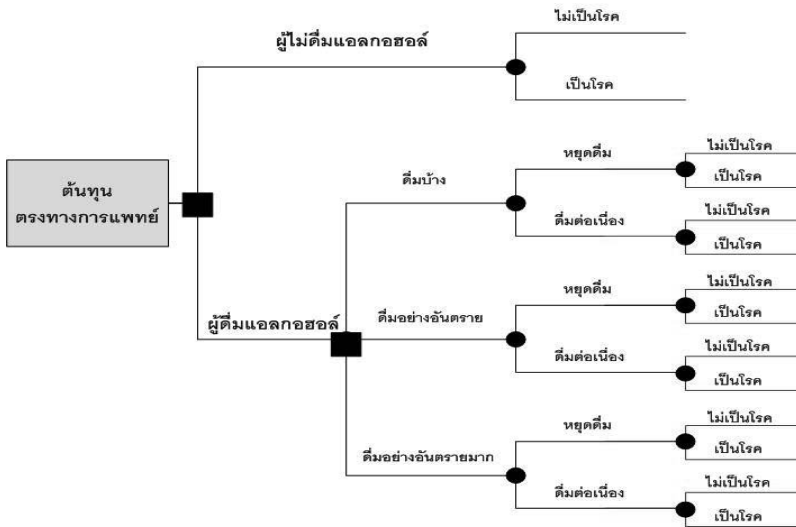 ไม่เป็นโรค
ผู้ไม่ดื่มแอลกอฮอล์
เป็นโรค
ต้นทุน
ตรงทางการแพทย์
ดื่มบ้าง
หยุดดื่ม
ไม่เป็นโรค
เป็นโรค
ดื่มต่อเนื่อง
ไม่เป็นโรค
เป็นโรค
ผู้ดื่มแอลกอฮอล์
ดื่มอย่างอันตราย
หยุดดื่ม
ไม่เป็นโรค
เป็นโรค
ดื่มต่อเนื่อง
ไม่เป็นโรค
เป็นโรค
ดื่มอย่างอันตรายมาก
หยุดดื่ม
ไม่เป็นโรค
เป็นโรค
ดื่มต่อเนื่อง
ไม่เป็นโรค
เป็นโรค